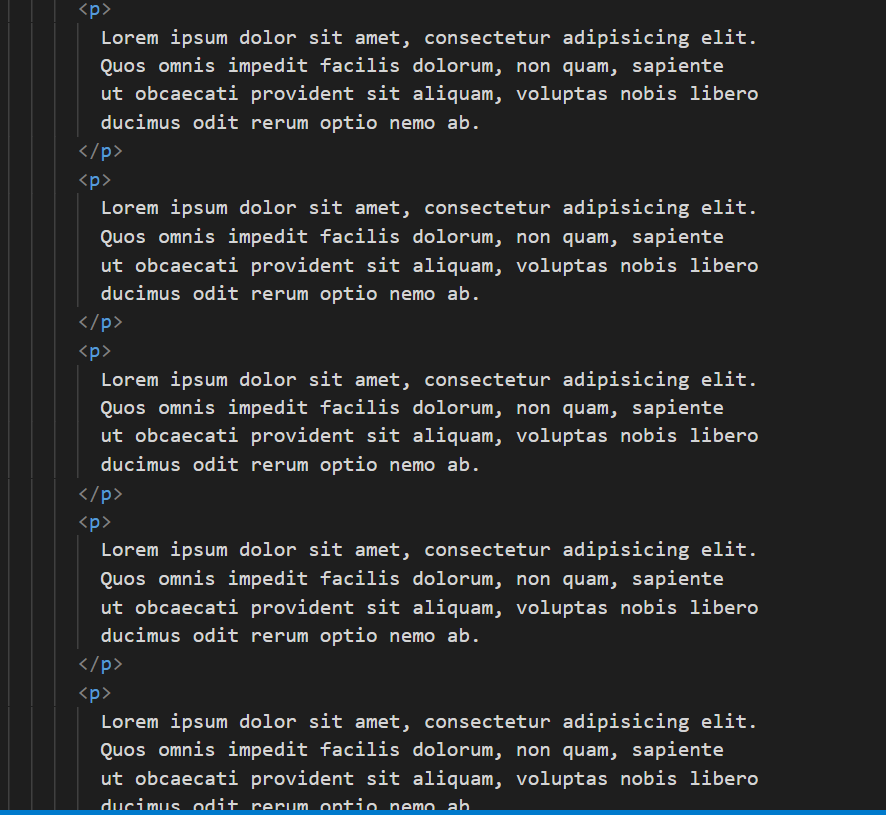 <p>
Lorem ipsum dolor sit amet, consectetur adipisicing elit.
Quos omnis impedit facilis dolorum, non quam, sapiente
ut obcaecati provident sit aliquam, voluptas nobis libero
ducimus odit rerum optio nemo ab.
</p>
<p>
Lorem ipsum dolor sit amet, consectetur adipisicing elit.
Quos omnis impedit facilis dolorum, non quam, sapiente
ut obcaecati provident sit aliquam, voluptas nobis libero
ducimus odit rerum optio nemo ab.
</p>
<p>
Lorem ipsum dolor sit amet, consectetur adipisicing elit.
Quos omnis impedit facilis dolorum, non quam, sapiente
ut obcaecati provident sit aliquam, voluptas nobis libero
ducimus odit rerum optio nemo ab.
</p>
<p>
Lorem ipsum dolor sit amet, consectetur adipisicing elit.
Quos omnis impedit facilis dolorum, non quam, sapiente
ut obcaecati provident sit aliquam, voluptas nobis libero
ducimus odit rerum optio nemo ab.
</p>
<p>
Lorem ipsum dolor sit amet, consectetur adipisicing elit.
Quos omnis impedit facilis dolorum, non quam, sapiente
ut obcaecati provident sit aliquam, voluptas nobis libero
ducimus odit rerum optio nemo ab